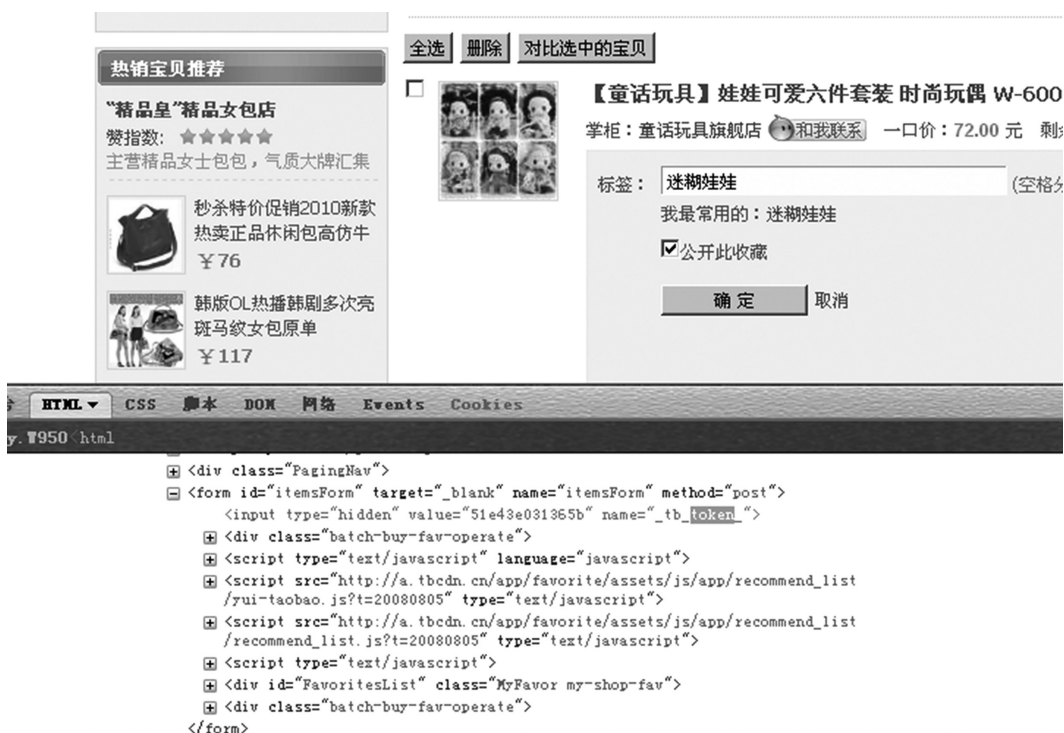 热销宝贝推荐
“精品皇”精品女包店
赞指数:
主营精品女士包包，气质大牌汇集
秒杀特价促销2010新款
热卖正品休闲包高仿牛
￥76
韩版OL热播韩剧多次亮
斑马纹女包原单
￥117
全选 删除 对比选中的宝贝
【童话玩具】娃娃可爱六件套装 时尚玩偶 W-600
掌柜：童话玩具旗舰店 和我联系 一口价：72.00 元 剩
标签： 迷糊娃娃 (空格分
我最常用的：迷糊娃娃
公开此收藏
确 定 取消
HTML CSS 脚本 DOM 网络 Events Cookies
y.W950 < html
<div class="PagingNav">
<form id="itemsForm" target="_blank" name="itemsForm" method="post">
<input type="hidden" value="51e43e031365b" name="_tb_token_">
<div class="batch-buy-fav-operate">
<script type="text/javascript" language="javascript">
<script src="http://a.tbcdn.cn/app/favorite/assets/js/app/recommend_list
/yui-taobao.js?t=20080805" type="text/javascript">
<script src="http://a.tbcdn.cn/app/favorite/assets/js/app/recommend_list
/recommend_list.js?t=20080805" type="text/javascript">
<script type="text/javascript">
<div id="FavoritesList" class="MyFavor my-shop-fav">
<div class="batch-buy-fav-operate">
</form>